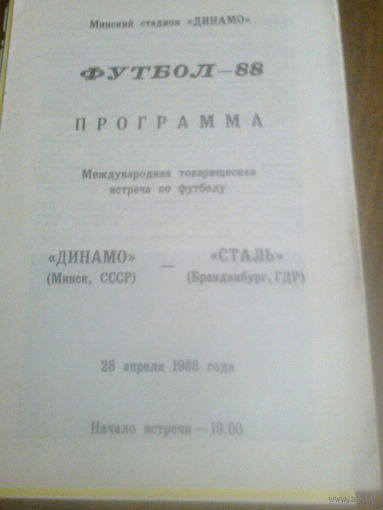 Минский стадион «ДИНАМО»
ФУТБОЛ—88
ПРОГРАММА
Международная товарищеская
встреча по футболу
«ДИНАМО» — «СТАЛЬ»
(Минск, СССР) (Бранденбург, ГДР)
28 апреля 1988 года
Начало встречи — 19.00